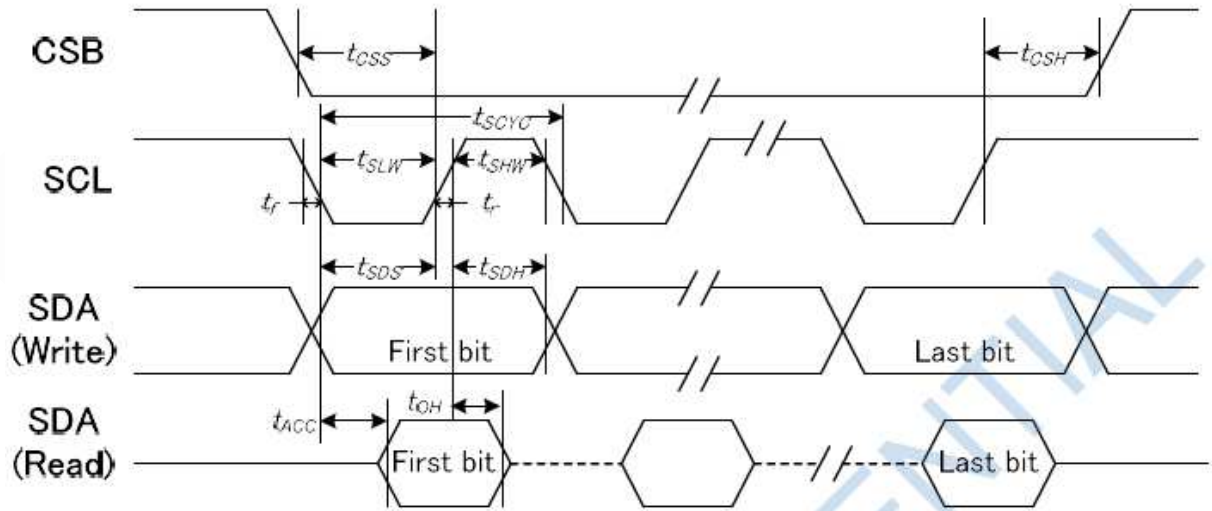 CSB
tCSS
tCSH
tSCYC
SCL
tSLW
tSHW
tf
tr
tSDS
tSDH
SDA
(Write)
First bit
Last bit
tACC
tOH
SDA
(Read)
First bit
Last bit
ENTIAL